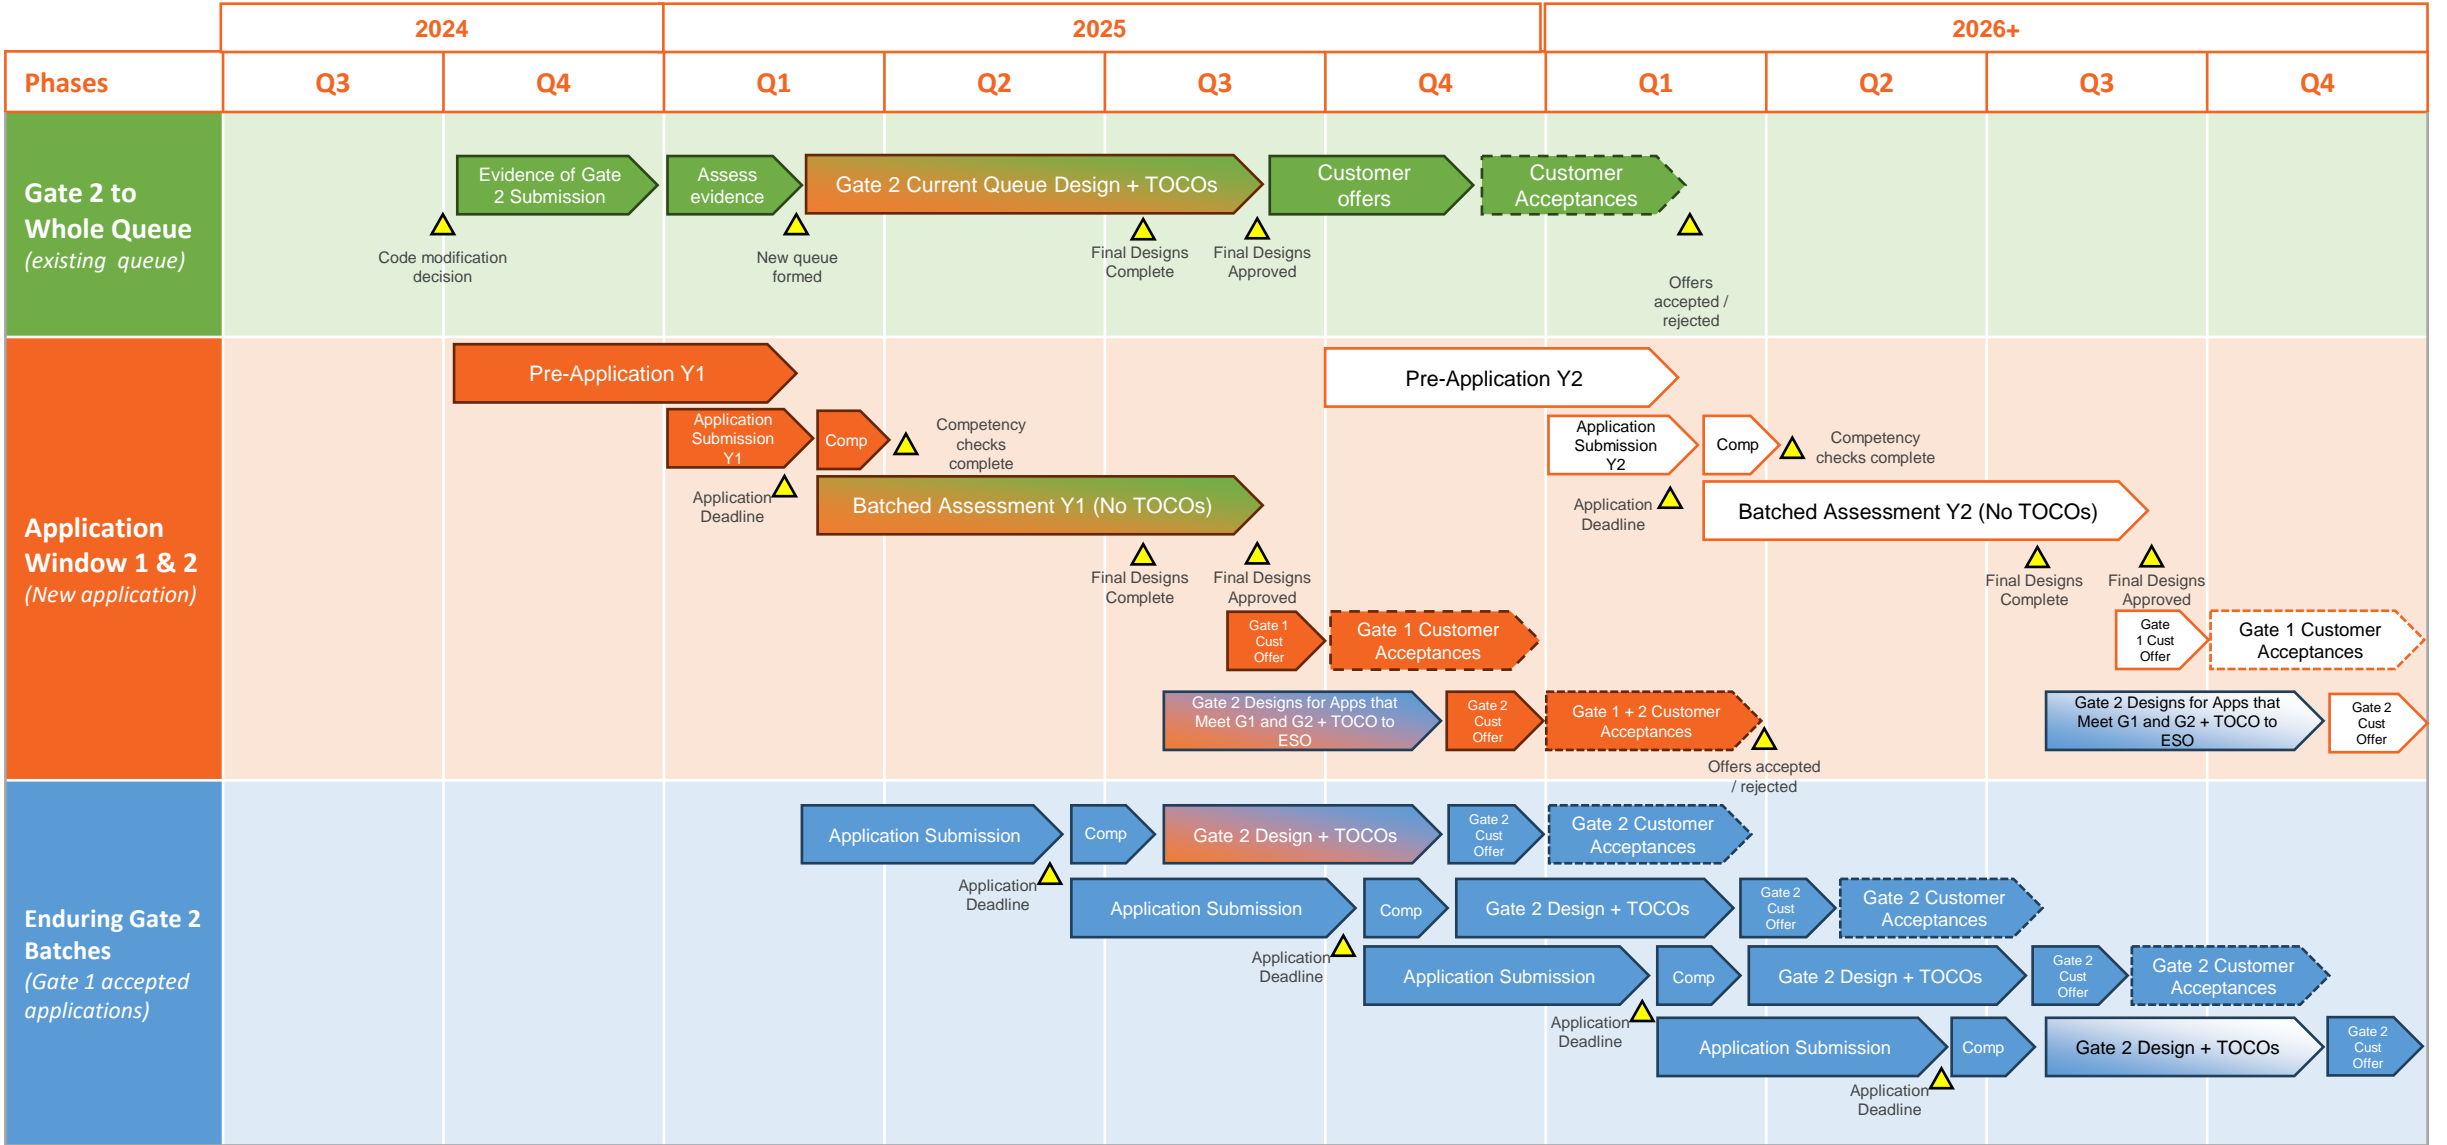 2024
2025
2026+
Phases
Q3
Q4
Q1
Q2
Q3
Q4
Q1
Q2
Q3
Q4
Gate 2 to
Whole Queue
(existing queue)
Evidence of Gate
2 Submission
Assess
evidence
Gate 2 Current Queue Design + TOCOs
Customer
offers
Customer
Acceptances
Code modification
decision
New queue
formed
Final Designs
Complete
Final Designs
Approved
Offers
accepted /
rejected
Application
Window 1 & 2
(New application)
Pre-Application Y1
Pre-Application Y2
Application
Submission
Y1
Comp
Competency
checks
complete
Application
Submission
Y2
Comp
Competency
checks complete
Application
Deadline
Batched Assessment Y1 (No TOCOs)
Application
Deadline
Batched Assessment Y2 (No TOCOs)
Final Designs
Complete
Final Designs
Approved
Final Designs
Complete
Final Designs
Approved
Gate 1
Cust
Offer
Gate 1 Customer
Acceptances
Gate
1 Cust
Offer
Gate 1 Customer
Acceptances
Gate 2 Designs for Apps that
Meet G1 and G2 + TOCO to
ESO
Gate 2
Cust
Offer
Gate 1 + 2 Customer
Acceptances
Offers accepted
/ rejected
Gate 2 Designs for Apps that
Meet G1 and G2 + TOCO to
ESO
Gate 2
Cust
Offer
Enduring Gate 2
Batches
(Gate 1 accepted
applications)
Application Submission
Comp
Gate 2 Design + TOCOs
Gate 2
Cust
Offer
Gate 2 Customer
Acceptances
Application
Deadline
Application Submission
Comp
Gate 2 Design + TOCOs
Gate 2
Cust
Offer
Gate 2 Customer
Acceptances
Application
Deadline
Application Submission
Comp
Gate 2 Design + TOCOs
Gate 2
Cust
Offer
Gate 2 Customer
Acceptances
Application
Deadline
Application Submission
Comp
Gate 2 Design + TOCOs
Gate 2
Cust
Offer
Application
Deadline